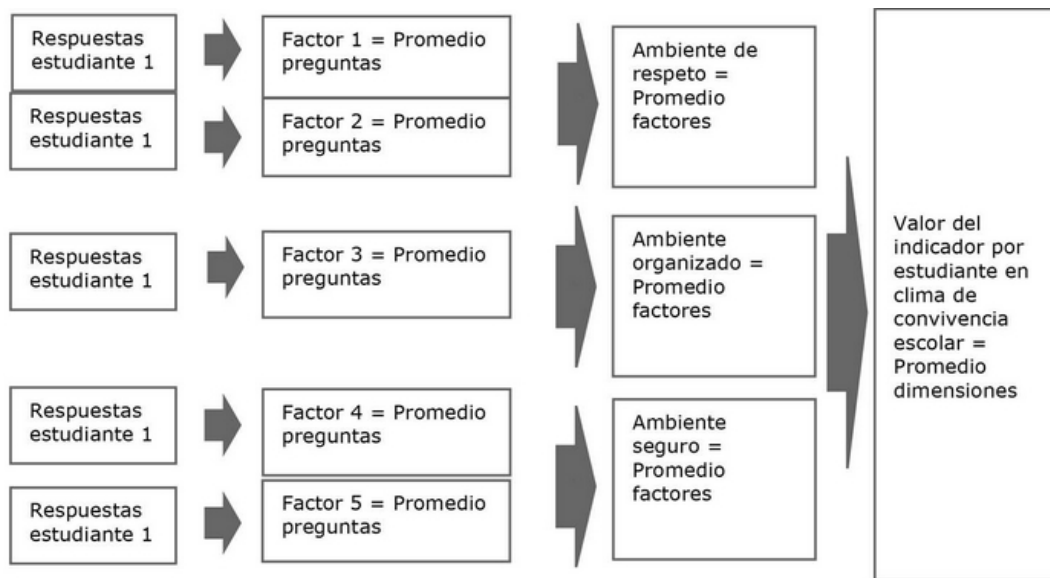 Respuestas
estudiante 1
Factor 1 = Promedio
preguntas
Respuestas
estudiante 1
Factor 2 = Promedio
preguntas
Ambiente de
respeto =
Promedio
factores
Respuestas
estudiante 1
Factor 3 = Promedio
preguntas
Ambiente
organizado =
Promedio
factores
Respuestas
estudiante 1
Factor 4 = Promedio
preguntas
Respuestas
estudiante 1
Factor 5 = Promedio
preguntas
Ambiente
seguro =
Promedio
factores
Valor del
indicador por
estudiante en
clima de
convivencia
escolar =
Promedio
dimensiones